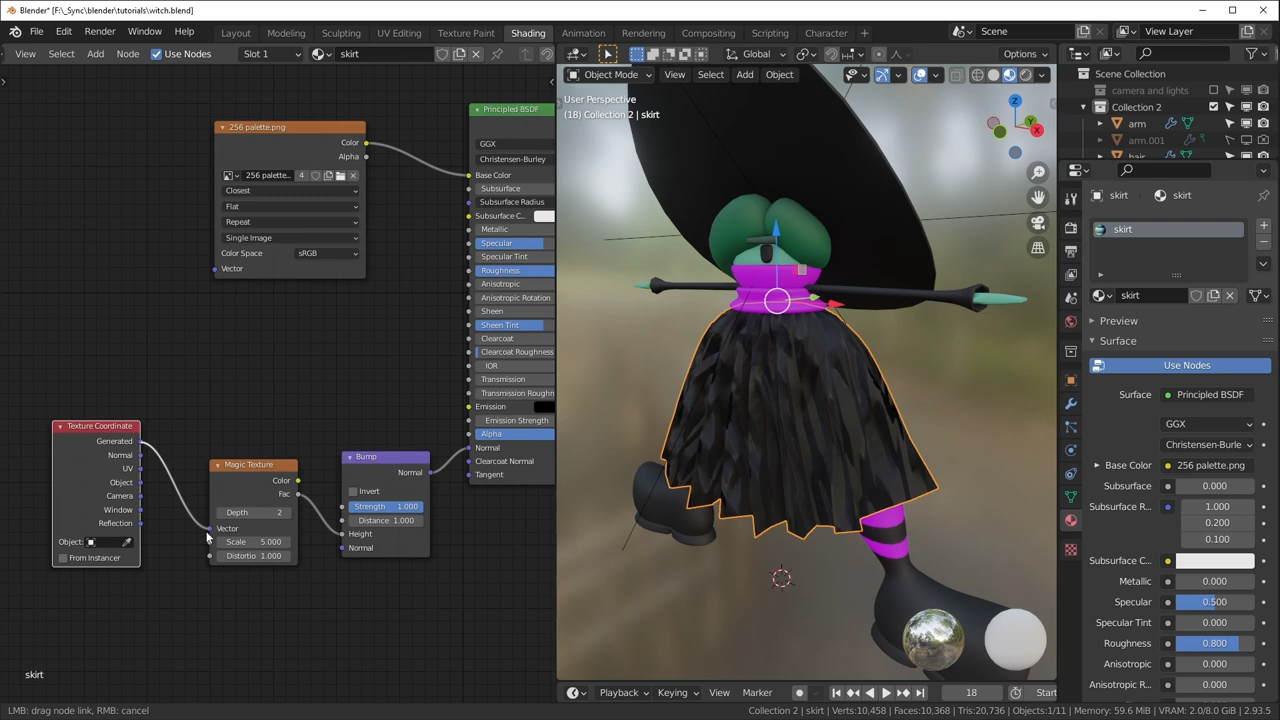 Blender* [F:\_Sync\blender\tutorials\witch.blend]
File Edit Render Window Help Layout Modeling Sculpting UV Editing Texture Paint Shading Animation Rendering Compositing Scripting Character + Scene View Layer
View Select Add Node Use Nodes Slot 1 skirt Global Options
Object Mode View Select Add Object
User Perspective
(18) Collection 2 | skirt
Scene Collection
camera and lights
Collection 2
arm
arm.001
hair
256 palette.png
Color
Alpha
256 palette... 4
Closest
Flat
Repeat
Single Image
Color Space sRGB
Vector
Principled BSDF
GGX
Christensen-Burley
Base Color
Subsurface
Subsurface Radius
Subsurface C...
Metallic
Specular
Specular Tint
Roughness
Anisotropic
Anisotropic Rotation
Sheen
Sheen Tint
Clearcoat
Clearcoat Roughness
IOR
Transmission
Transmission Roughn
Emission
Emission Strength
Alpha
Normal
Clearcoat Normal
Tangent
Texture Coordinate
Generated
Normal
UV
Object
Camera
Window
Reflection
Object:
From Instancer
Magic Texture
Color
Fac
Depth 2
Vector
Scale 5.000
Distortio 1.000
Bump
Normal
Invert
Strength 1.000
Distance 1.000
Height
Normal
skirt
Z
Y
X
skirt skirt
skirt
skirt
Preview
Surface
Use Nodes
Surface Principled BSDF
GGX
Christensen-Burle
Base Color 256 palette.png
Subsurface 0.000
Subsurface R... 1.000
0.200
0.100
Subsurface C...
Metallic 0.000
Specular 0.500
Specular Tint 0.000
Roughness 0.800
Anisotropic 0.000
Anisotropic R... 0.000
Playback Keying View Marker 18 Start
LMB: drag node link, RMB: cancel
Collection 2 | skirt | Verts:10,458 | Faces:10,368 | Tris:20,736 | Objects:1/11 | Memory: 59.6 MiB | VRAM: 2.0/8.0 GiB | 2.93.5